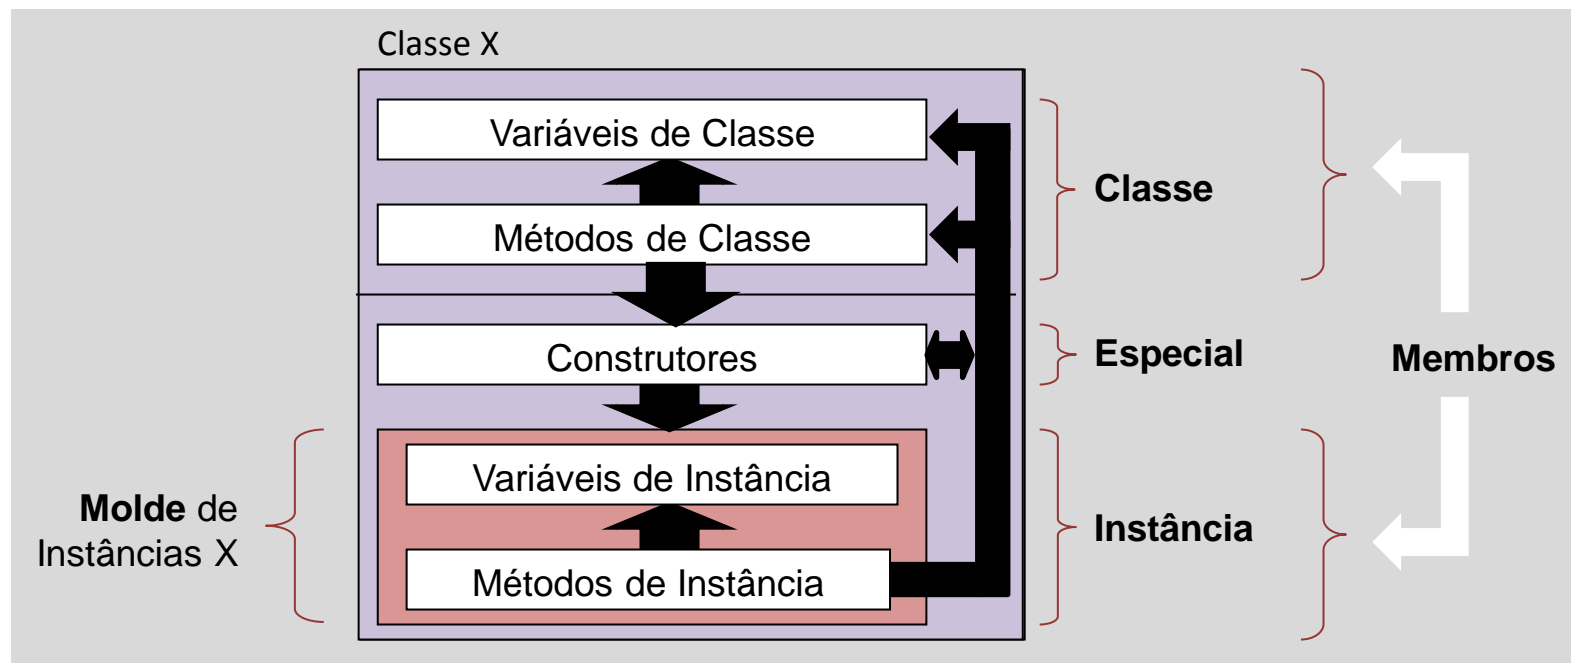 Classe X
Variáveis de Classe
Métodos de Classe
Classe
Construtores
Especial
Membros
Variáveis de Instância
Molde de
Instâncias X
Instância
Métodos de Instância